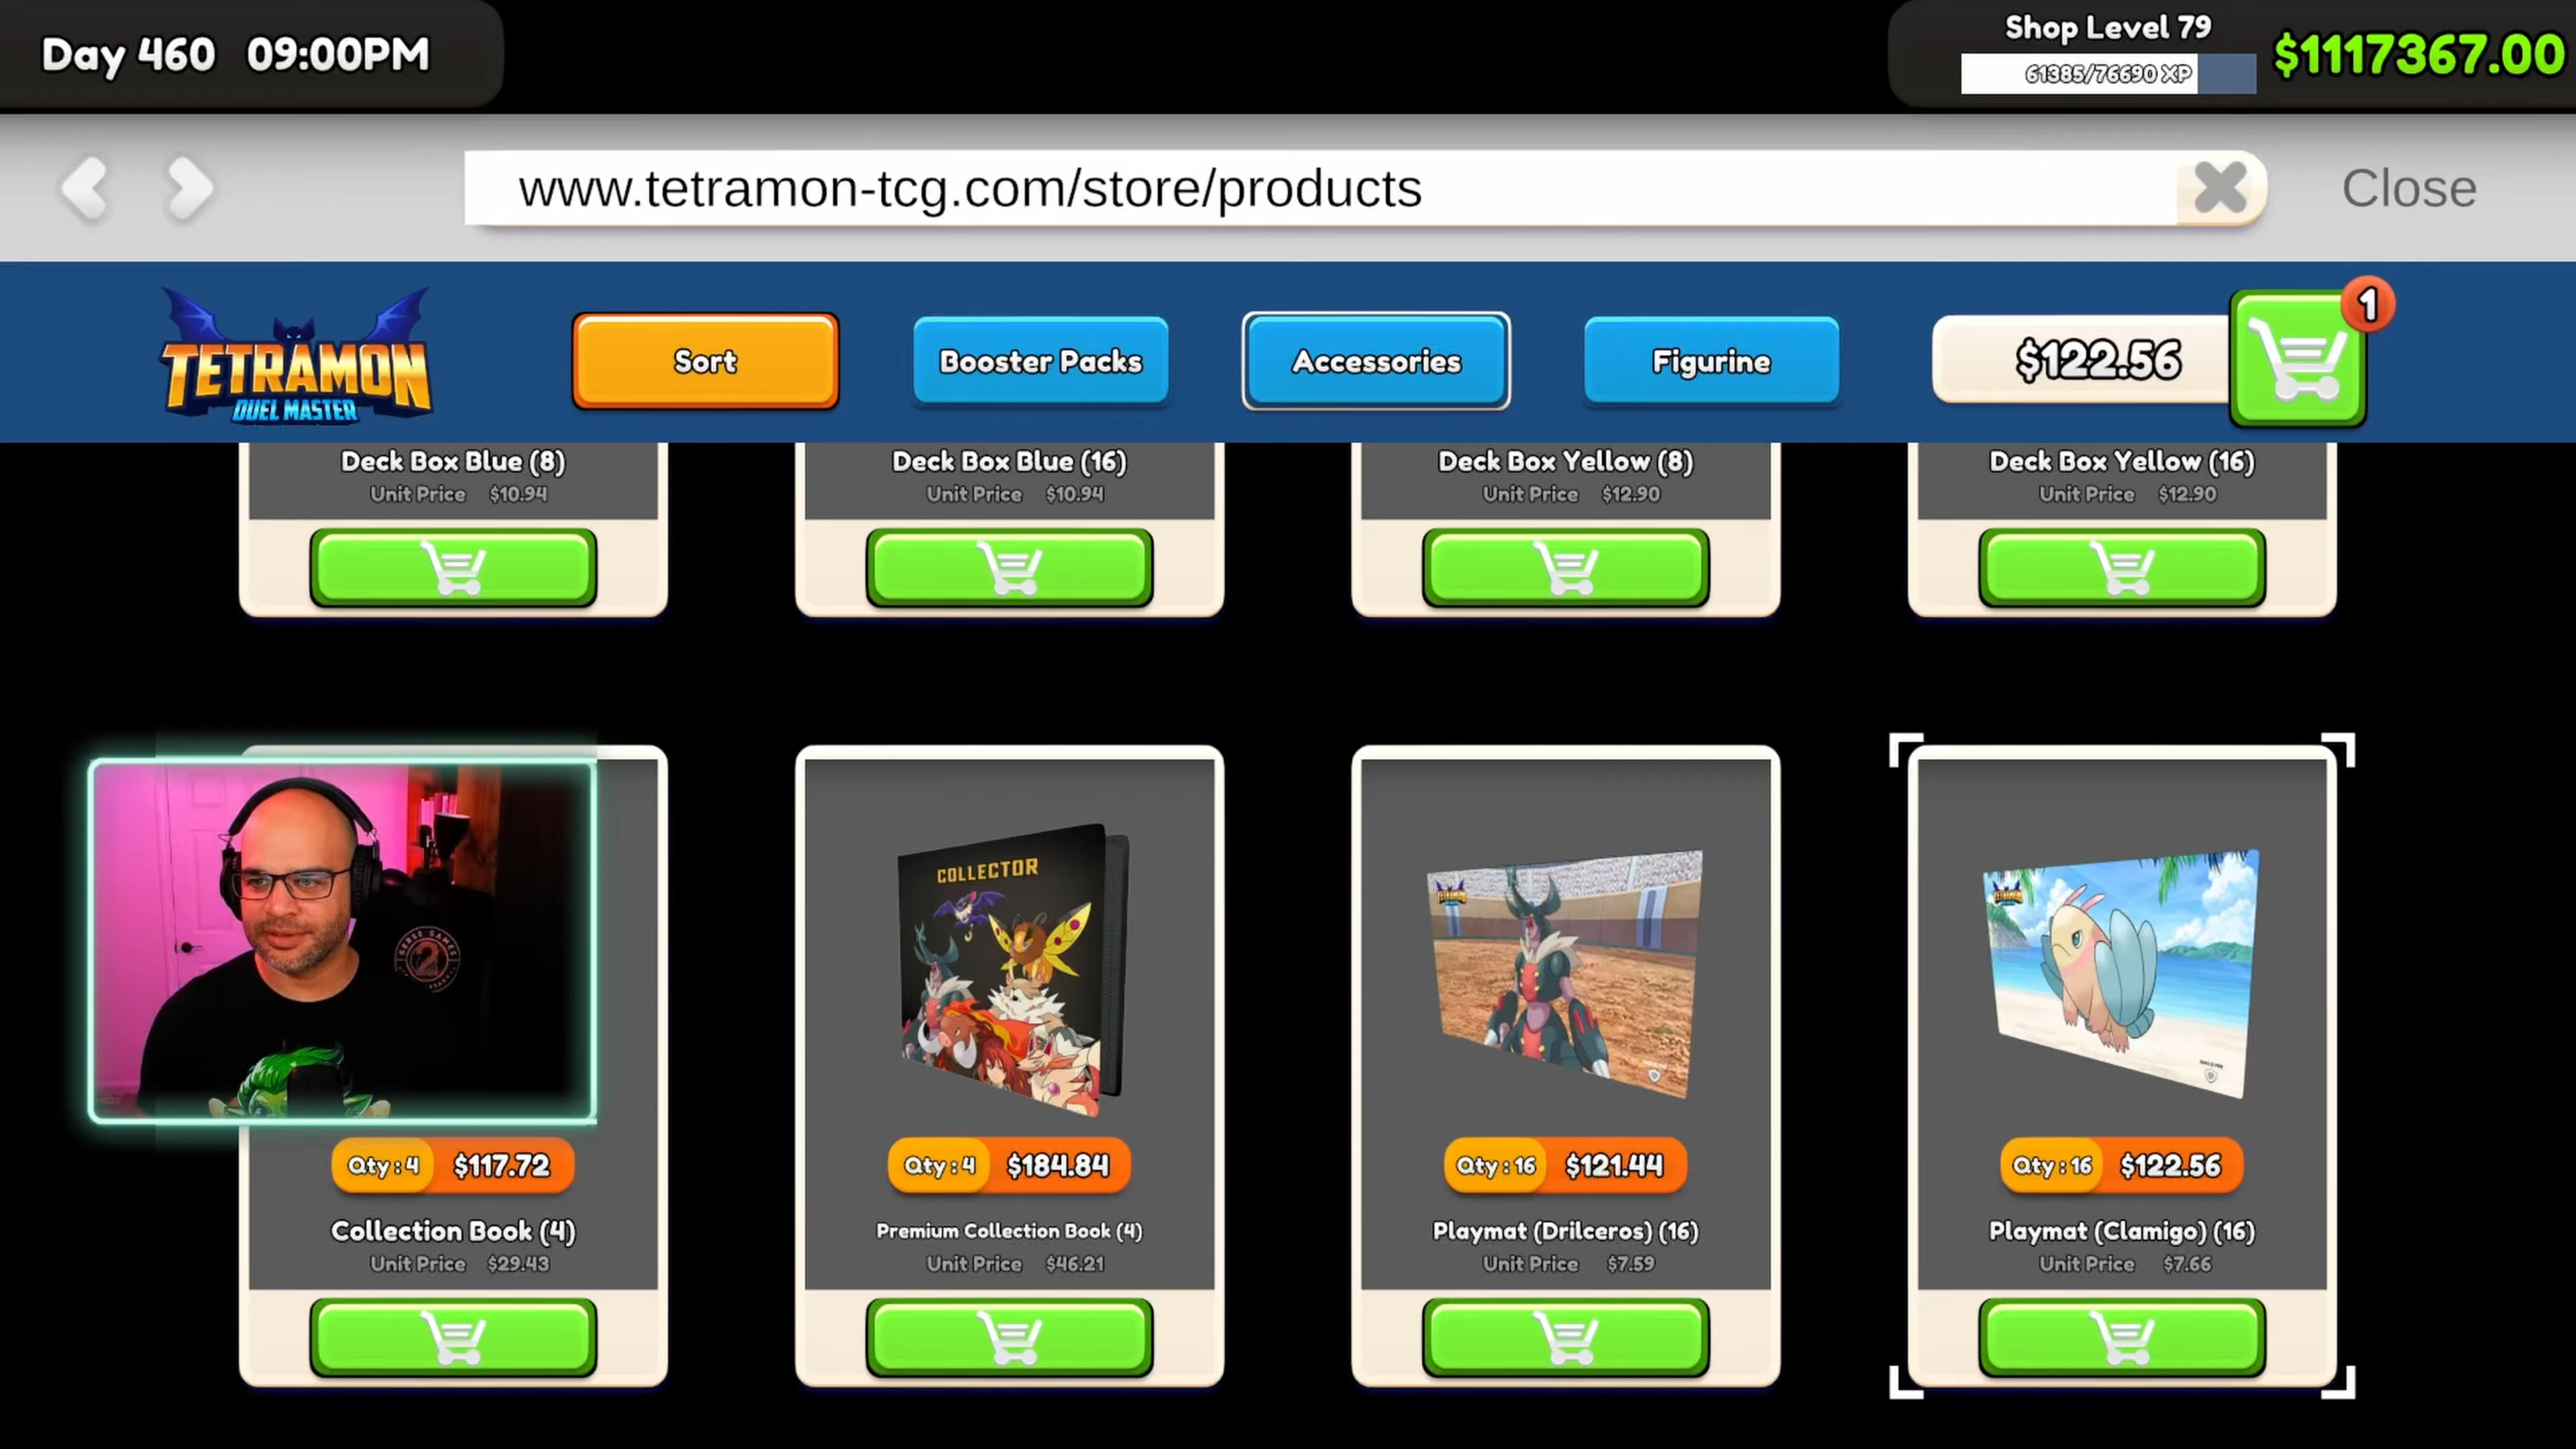 Day 460 09:00PM
Shop Level 79
61385/76690 XP
$1117367.00
www.tetramon-tcg.com/store/products
Close
TETRAMON
DUEL MASTER
Sort
Booster Packs
Accessories
Figurine
$122.56
1
Deck Box Blue (8)
Unit Price $10.94
Deck Box Blue (16)
Unit Price $10.94
Deck Box Yellow (8)
Unit Price $12.90
Deck Box Yellow (16)
Unit Price $12.90
2
COLLECTOR
TETRAMON
TETRAMON
Qty : 4 $117.72
Collection Book (4)
Unit Price $29.43
Qty : 4 $184.84
Premium Collection Book (4)
Unit Price $46.21
Qty : 16 $121.44
Playmat (Drilceros) (16)
Unit Price $7.59
Qty : 16 $122.56
Playmat (Clamigo) (16)
Unit Price $7.66